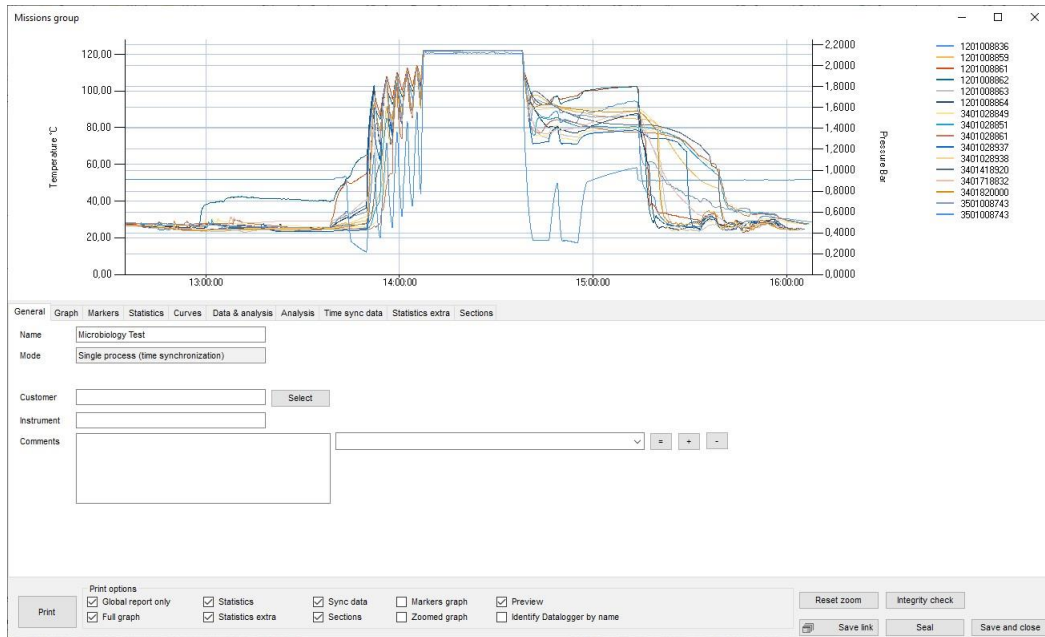 Missions group
120,00
100,00
80,00
60,00
40,00
20,00
0,00
Temperature °C
13:00:00
14:00:00
15:00:00
16:00:00
2,2000
2,0000
1,8000
1,6000
1,4000
1,2000
1,0000
0,8000
0,6000
0,4000
0,2000
0,0000
Pressure Bar
1201008836
1201008859
1201008861
1201008862
1201008863
1201008864
3401028849
3401028851
3401028861
3401028937
3401028938
3401418920
3401718832
3401820000
3501008743
3501008743
General Graph Markers Statistics Curves Data & analysis Analysis Time sync data Statistics extra Sections
Name Microbiology Test
Mode Single process (time synchronization)
Customer Select
Instrument
Comments = + -
Print options
Print
Global report only Statistics Sync data Markers graph Preview
Full graph Statistics extra Sections Zoomed graph Identify Datalogger by name
Reset zoom Integrity check
Save link Seal Save and close